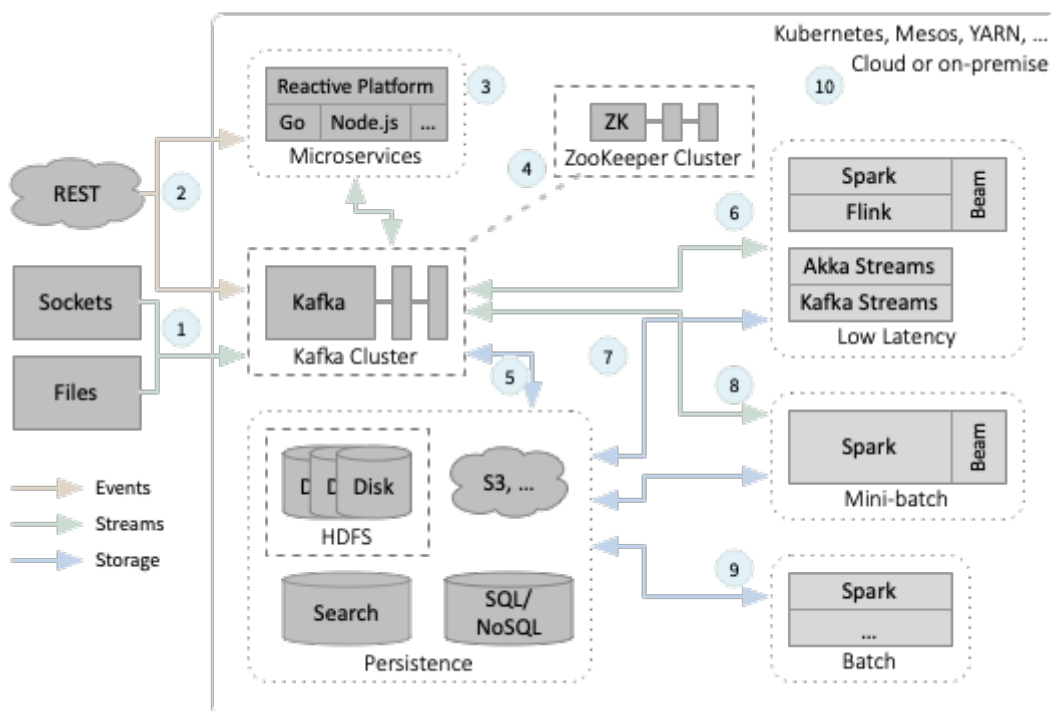 Kubernetes, Mesos, YARN, ...
Cloud or on-premise
10
Reactive Platform
Go
Node.js
...
Microservices
3
ZK
ZooKeeper Cluster
4
REST
2
Sockets
Files
1
Kafka
Kafka Cluster
5
6
7
8
9
Spark
Flink
Beam
Akka Streams
Kafka Streams
Low Latency
Spark
Beam
Mini-batch
Spark
...
Batch
D
D
Disk
HDFS
S3, ...
Search
SQL/
NoSQL
Persistence
Events
Streams
Storage